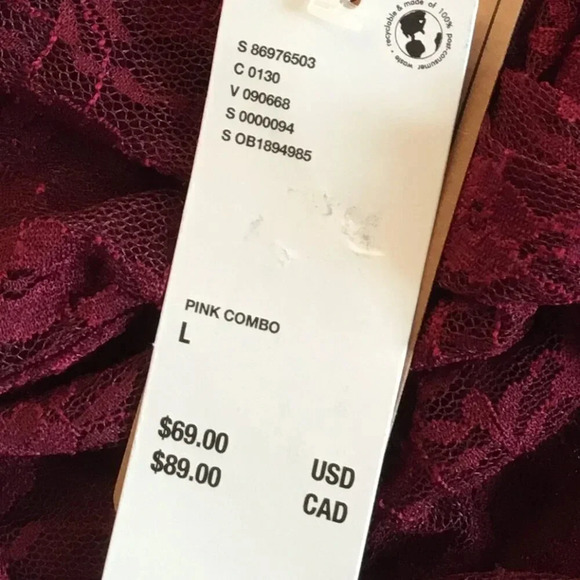 recyclable & made of 100% post-consumer waste •
S 86976503
C 0130
V 090668
S 0000094
S OB1894985
PINK COMBO
L
$69.00 USD
$89.00 CAD